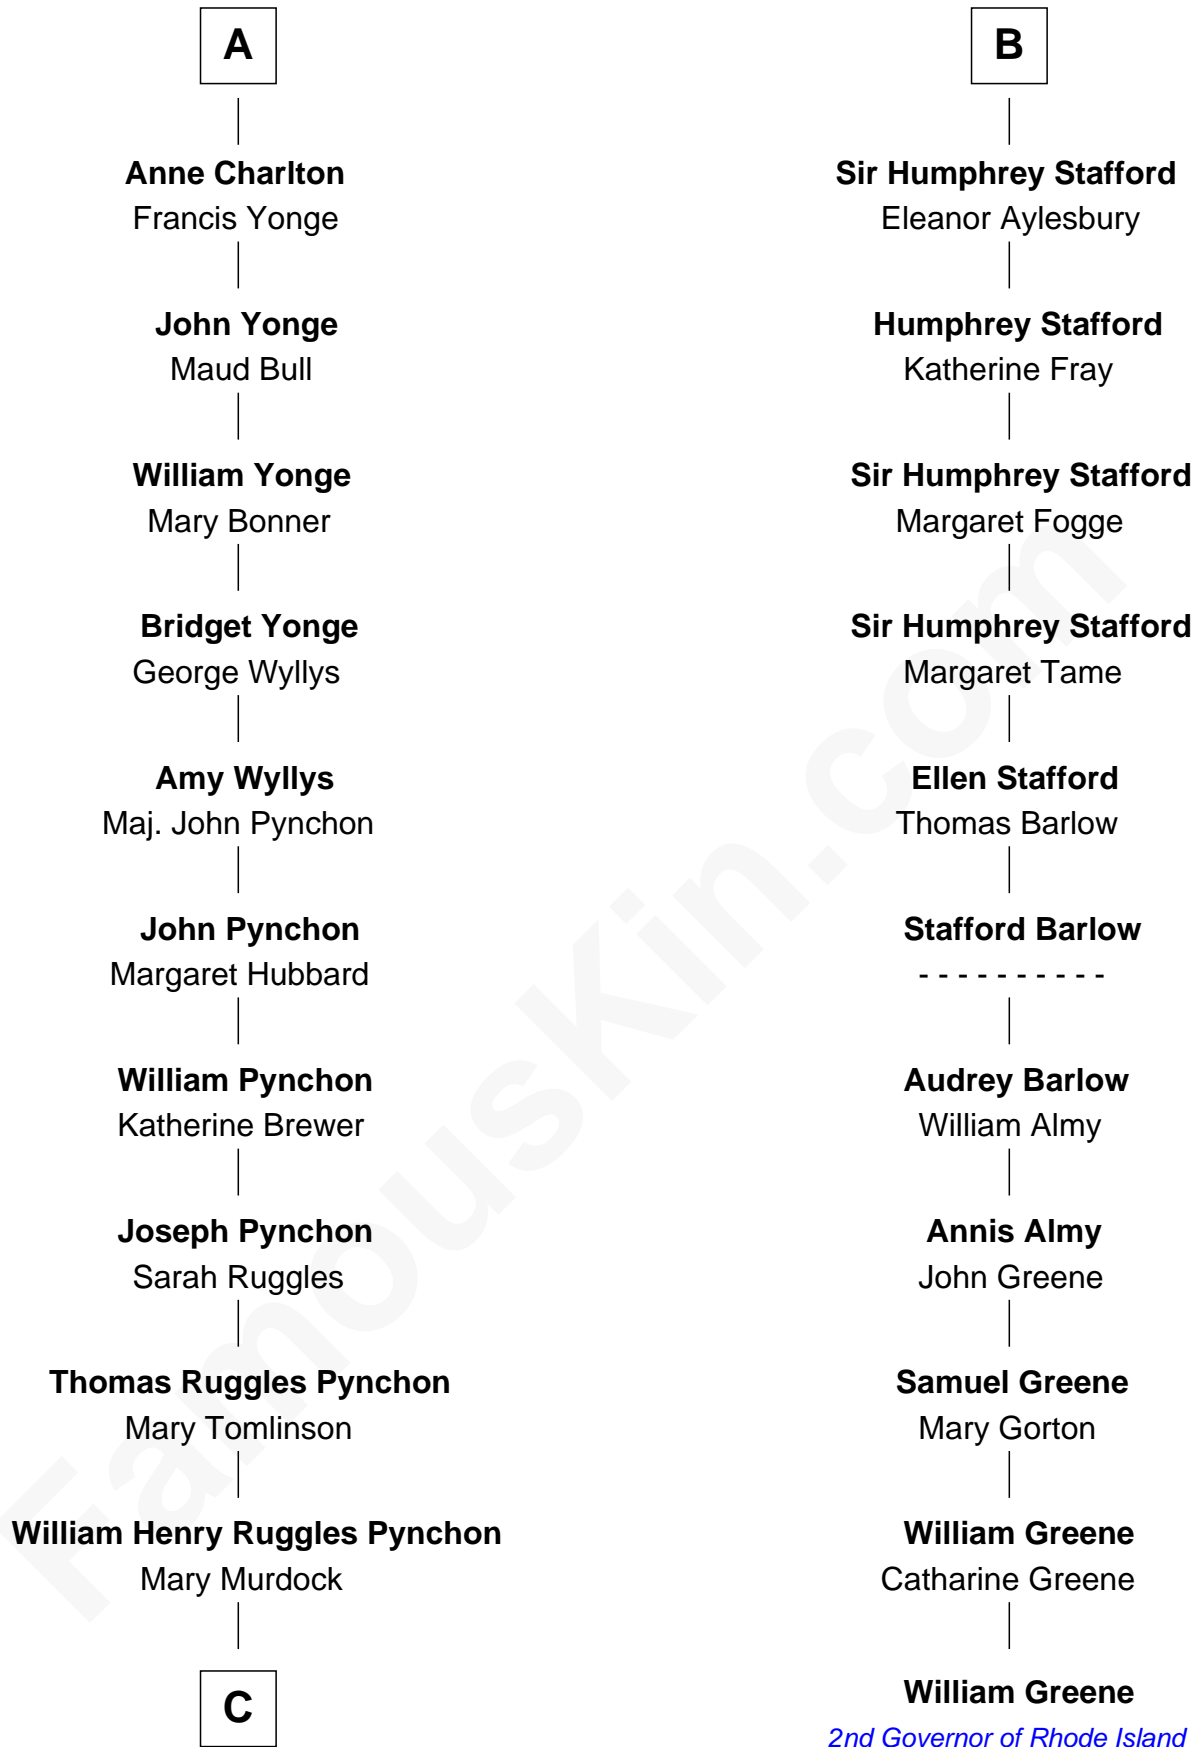 A
Anne Charlton
Francis Yonge
John Yonge
Maud Bull
William Yonge
Mary Bonner
Bridget Yonge
George Wyllys
Amy Wyllys
Maj. John Pynchon
John Pynchon
Margaret Hubbard
William Pynchon
Katherine Brewer
Joseph Pynchon
Sarah Ruggles
Thomas Ruggles Pynchon
Mary Tomlinson
William Henry Ruggles Pynchon
Mary Murdock
C
B
Sir Humphrey Stafford
Eleanor Aylesbury
Humphrey Stafford
Katherine Fray
Sir Humphrey Stafford
Margaret Fogge
Sir Humphrey Stafford
Margaret Tame
Ellen Stafford
Thomas Barlow
Stafford Barlow
- - - - - - - - - -
Audrey Barlow
William Almy
Annis Almy
John Greene
Samuel Greene
Mary Gorton
William Greene
Catharine Greene
William Greene
2nd Governor of Rhode Island
FamousKin.com